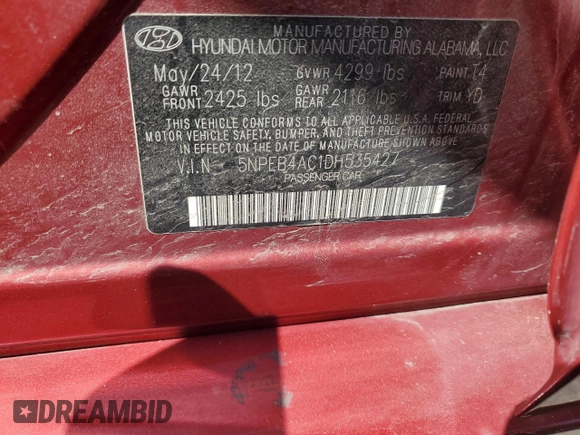 MANUFACTURED BY
HYUNDAI MOTOR MANUFACTURING ALABAMA, LLC
May/24/12 GVWR 4299 lbs PAINT T4
GAWR FRONT 2425 lbs GAWR REAR 2116 lbs TRIM YD
THIS VEHICLE CONFORMS TO ALL APPLICABLE U.S.A. FEDERAL
MOTOR VEHICLE SAFETY, BUMPER, AND THEFT PREVENTION STANDARDS
IN EFFECT ON THE DATE OF MANUFACTURE SHOWN ABOVE
V.I.N 5NPEB4AC1DH535427
PASSENGER CAR
DREAMBID